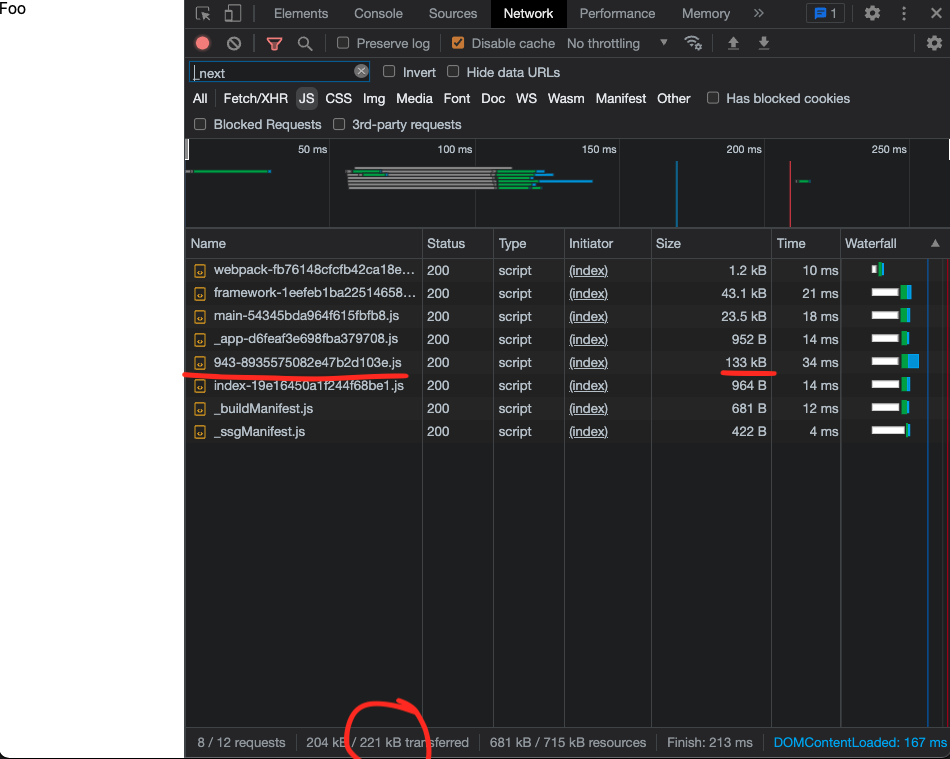 Foo
Elements Console Sources Network Performance Memory » 1
Preserve log Disable cache No throttling
_next Invert Hide data URLs
All Fetch/XHR JS CSS Img Media Font Doc WS Wasm Manifest Other Has blocked cookies
Blocked Requests 3rd-party requests
50 ms 100 ms 150 ms 200 ms 250 ms
Name Status Type Initiator Size Time Waterfall
webpack-fb76148cfcfb42ca18e... 200 script (index) 1.2 kB 10 ms
framework-1eefeb1ba22514658... 200 script (index) 43.1 kB 21 ms
main-54345bda964f615fbfb8.js 200 script (index) 23.5 kB 18 ms
_app-d6feaf3e698fba379708.js 200 script (index) 952 B 14 ms
943-8935575082e47b2d103e.js 200 script (index) 133 kB 34 ms
index-19e16450a1f244f68be1.js 200 script (index) 964 B 14 ms
_buildManifest.js 200 script (index) 681 B 12 ms
_ssgManifest.js 200 script (index) 422 B 4 ms
8 / 12 requests 204 kB / 221 kB transferred 681 kB / 715 kB resources Finish: 213 ms DOMContentLoaded: 167 ms